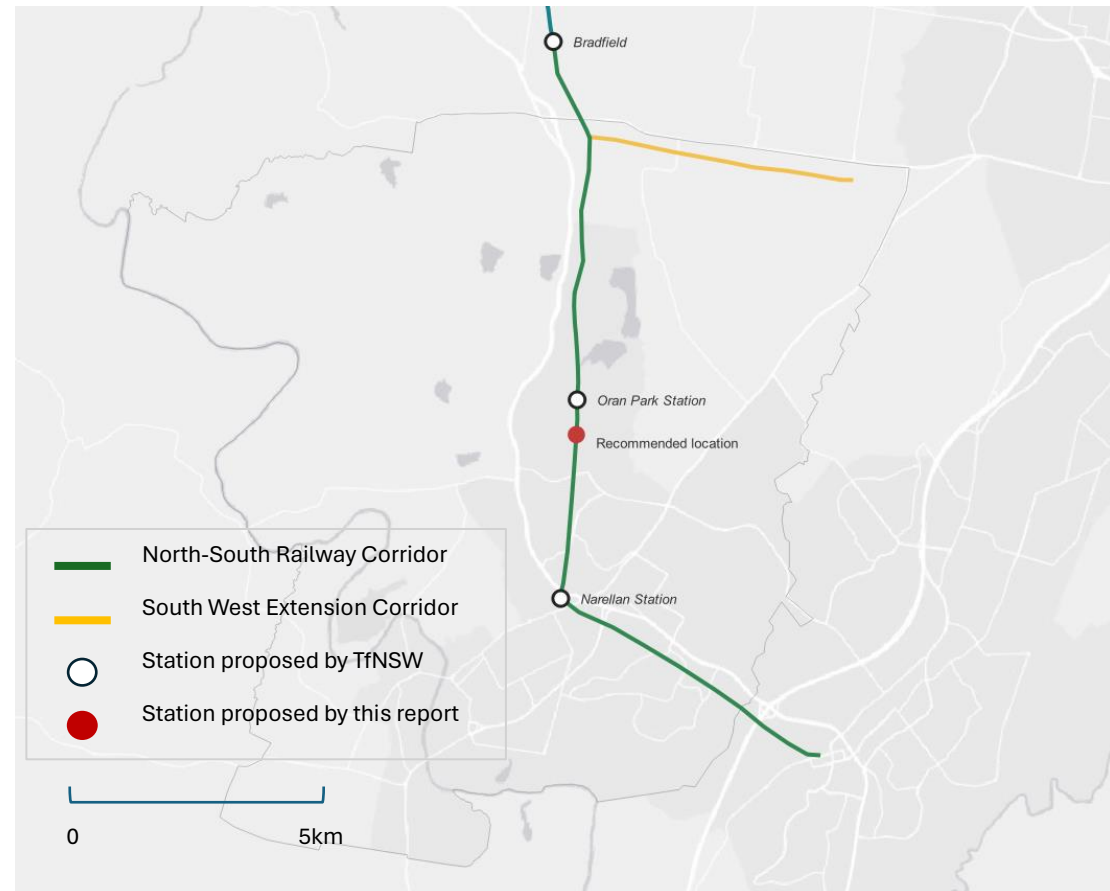 Bradfield
Oran Park Station
Recommended location
North-South Railway Corridor
South West Extension Corridor
Station proposed by TfNSW
Station proposed by this report
Narellan Station
0 5km